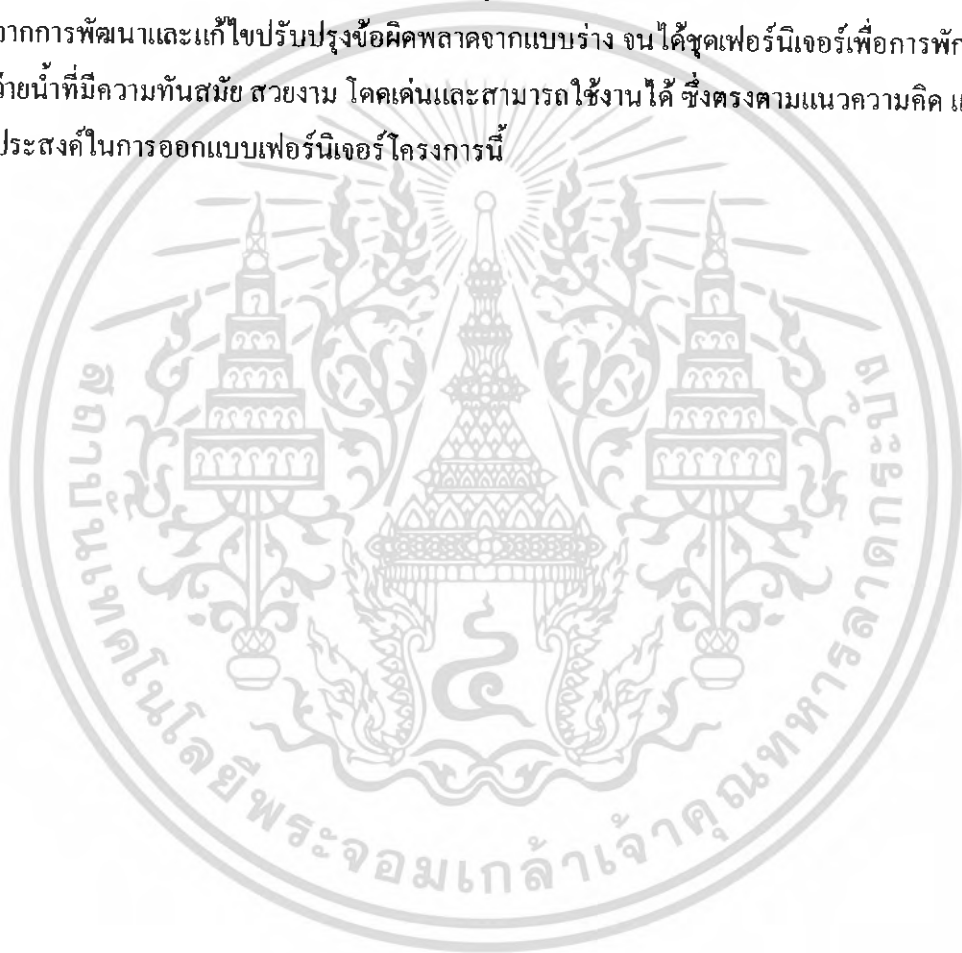 จากการพัฒนาและแก้ไขปรับปรุงข้อผิดพลาดจากแบบร่าง จนได้ชุดเฟอร์นิเจอร์เพื่อการพัก
ว่ายน้ำที่มีความทันสมัย สวยงาม โดดเด่นและสามารถใช้งานได้ ซึ่งตรงตามแนวความคิด แ
ประสงค์ในการออกแบบเฟอร์นิเจอร์โครงการนี้
๔
สถาบันเทคโนโลยีพระจอมเกล้าเจ้าคุณทหารลาดกระบัง